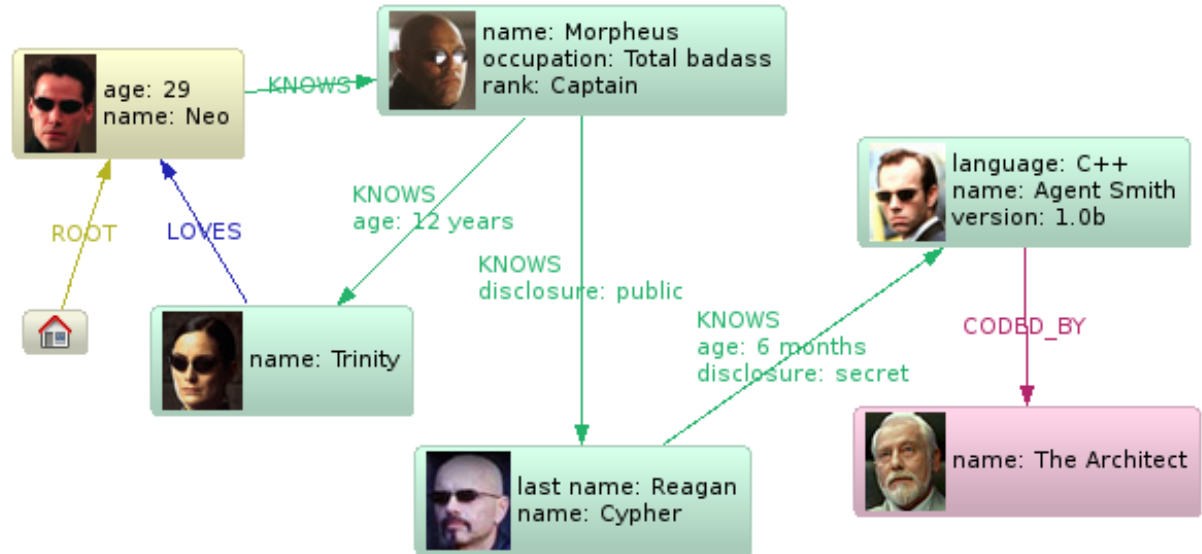 name: Morpheus
occupation: Total badass
rank: Captain
age: 29
name: Neo
KNOWS
language: C++
name: Agent Smith
version: 1.0b
KNOWS
age: 12 years
ROOT
LOVES
KNOWS
disclosure: public
KNOWS
age: 6 months
disclosure: secret
CODED_BY
name: Trinity
name: The Architect
last name: Reagan
name: Cypher